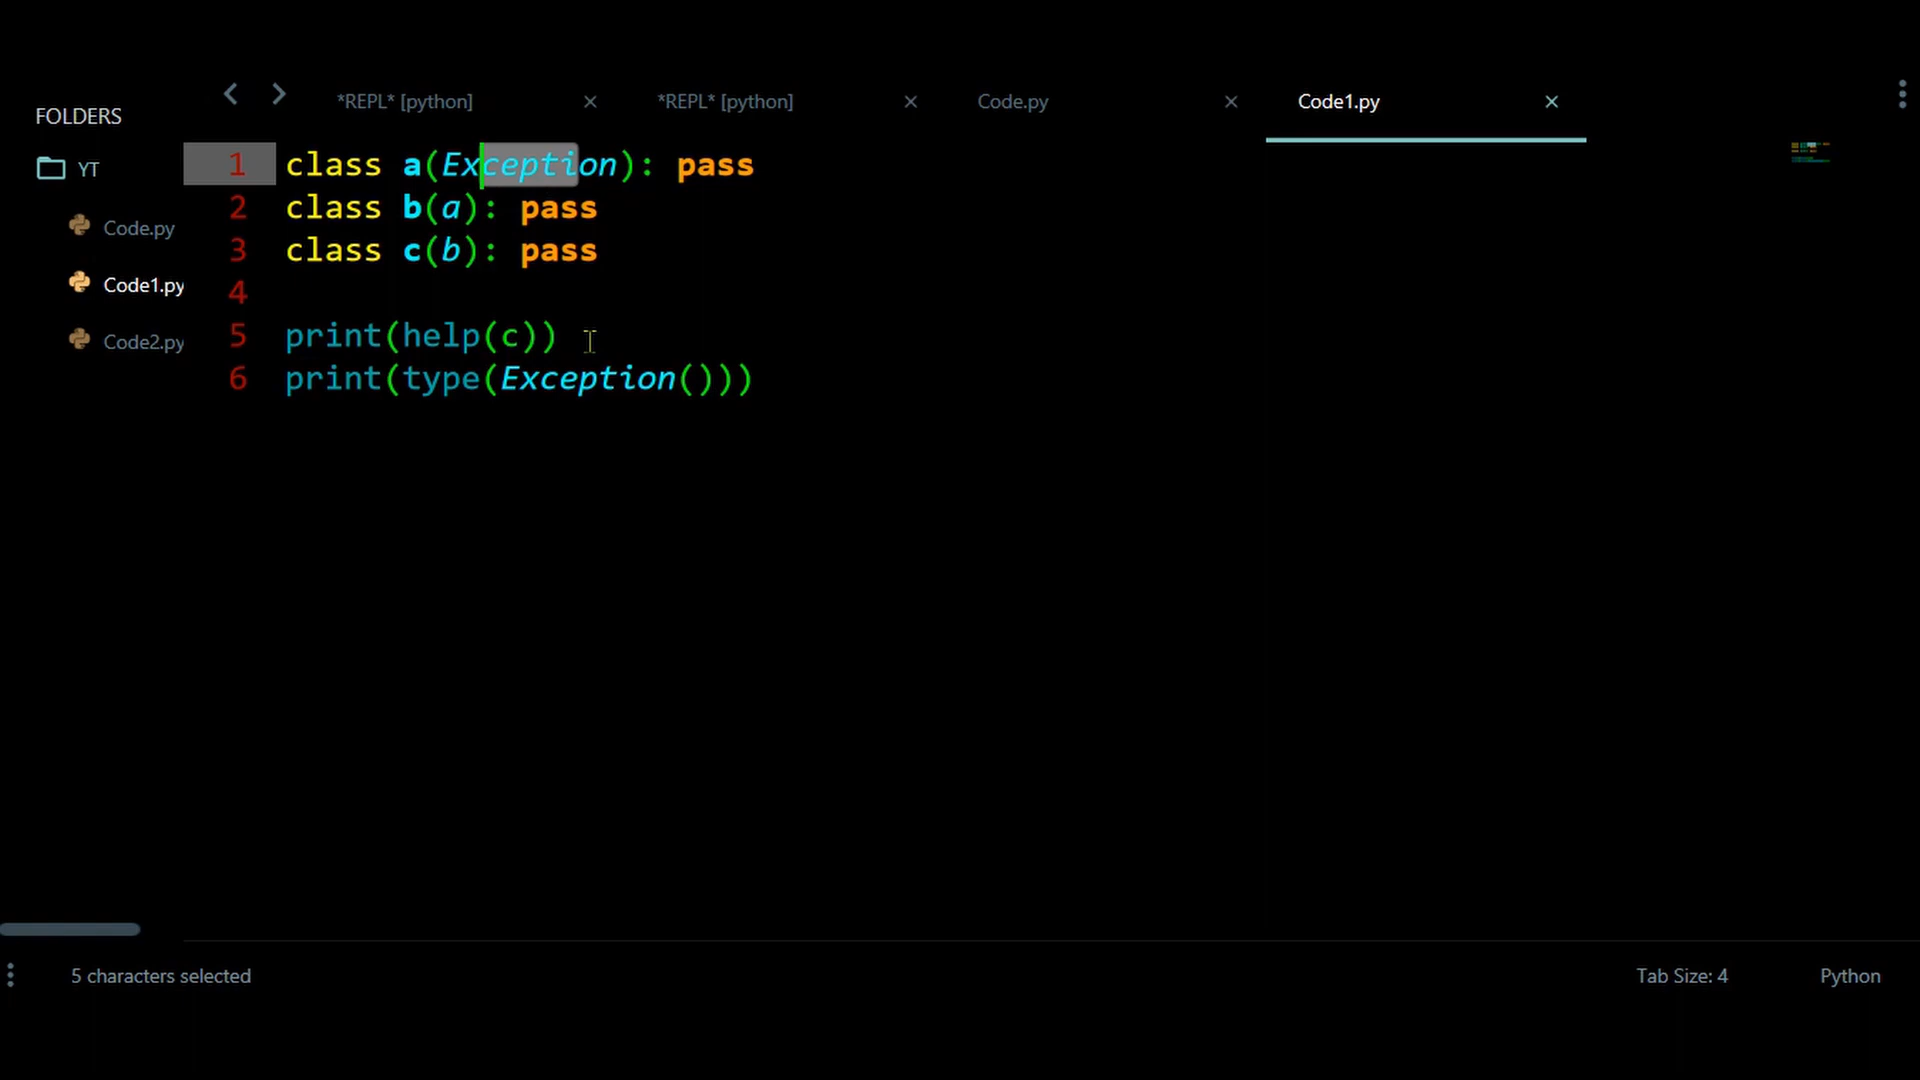 FOLDERS
YT
Code.py
Code1.py
Code2.py
*REPL* [python]
*REPL* [python]
Code.py
Code1.py
1 class a(Exception): pass
2 class b(a): pass
3 class c(b): pass
4
5 print(help(c))
6 print(type(Exception()))
5 characters selected
Tab Size: 4
Python